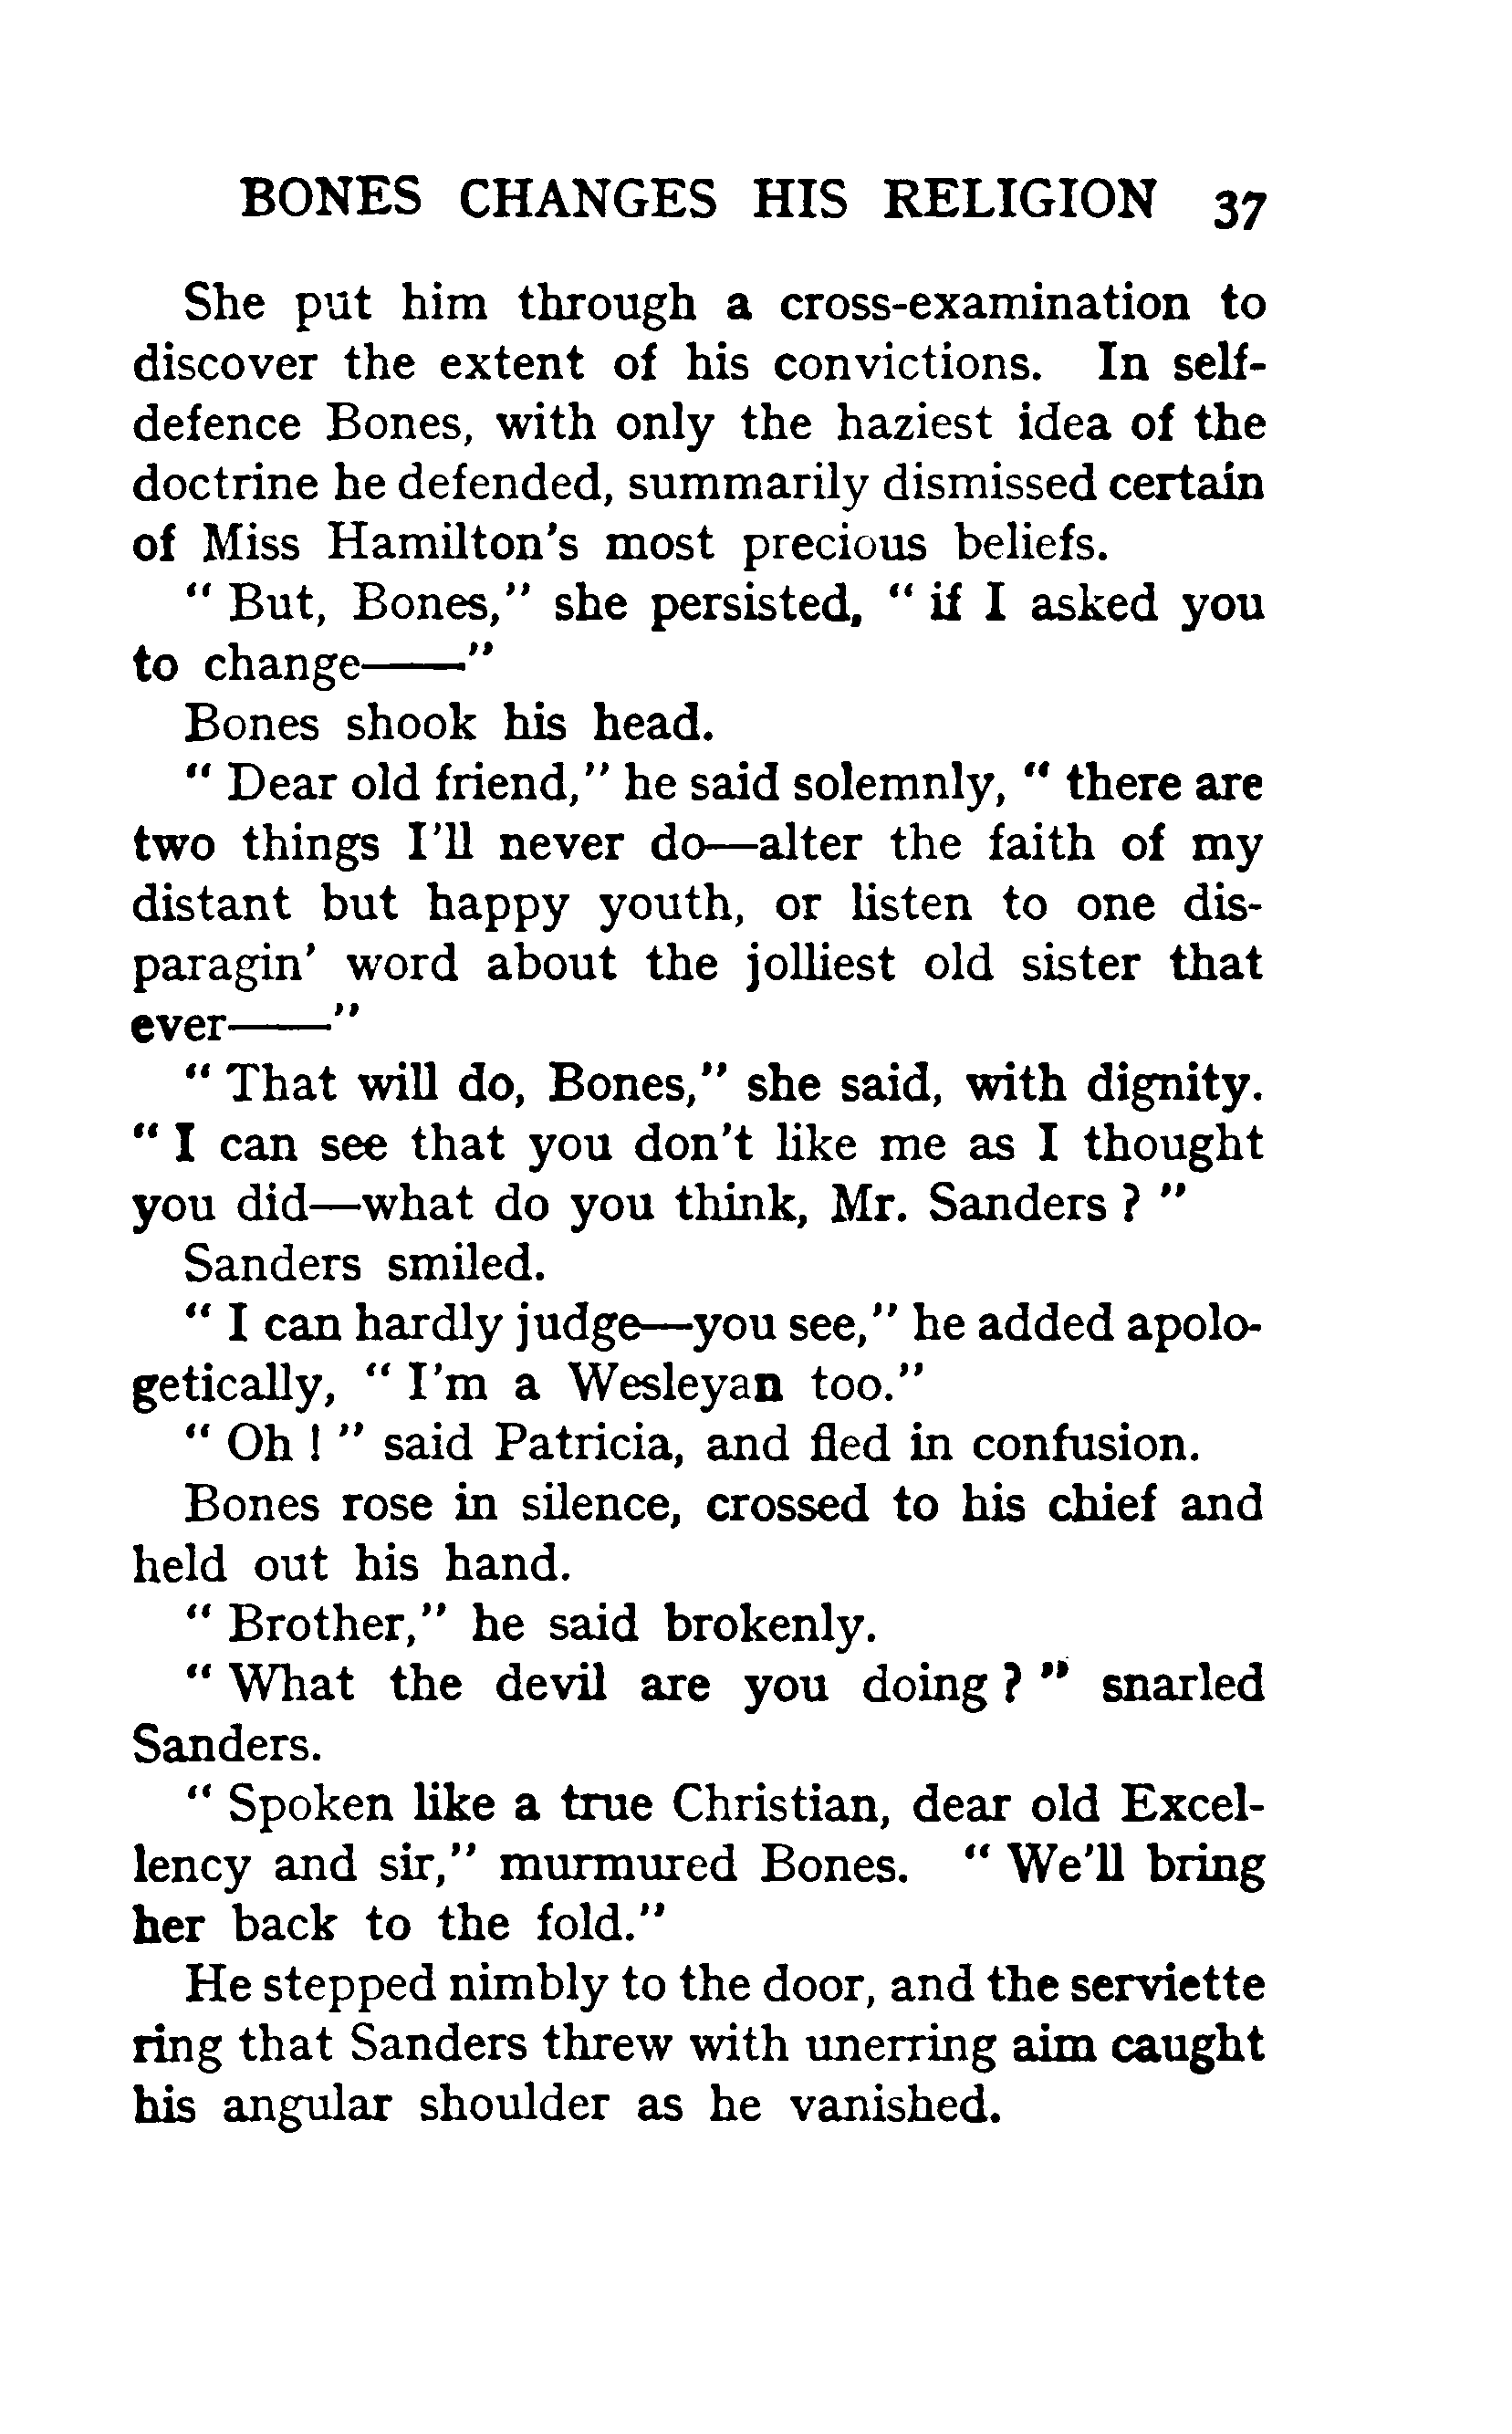 BONES CHANGES HIS RELIGION 37
She put him through a cross-examination to
discover the extent of his convictions. In self-
defence Bones, with only the haziest idea of the
doctrine he defended, summarily dismissed certain
of Miss Hamilton's most precious beliefs.
" But, Bones," she persisted, " if I asked you
to change——"
Bones shook his head.
" Dear old friend," he said solemnly, " there are
two things I'll never do—alter the faith of my
distant but happy youth, or listen to one dis-
paragin' word about the jolliest old sister that
ever——"
" That will do, Bones," she said, with dignity.
" I can see that you don't like me as I thought
you did—what do you think, Mr. Sanders ? "
Sanders smiled.
" I can hardly judge—you see," he added apolo-
getically, " I'm a Wesleyan too."
" Oh ! " said Patricia, and fled in confusion.
Bones rose in silence, crossed to his chief and
held out his hand.
" Brother," he said brokenly.
" What the devil are you doing ? " snarled
Sanders.
" Spoken like a true Christian, dear old Excel-
lency and sir," murmured Bones. " We'll bring
her back to the fold."
He stepped nimbly to the door, and the serviette
ring that Sanders threw with unerring aim caught
his angular shoulder as he vanished.